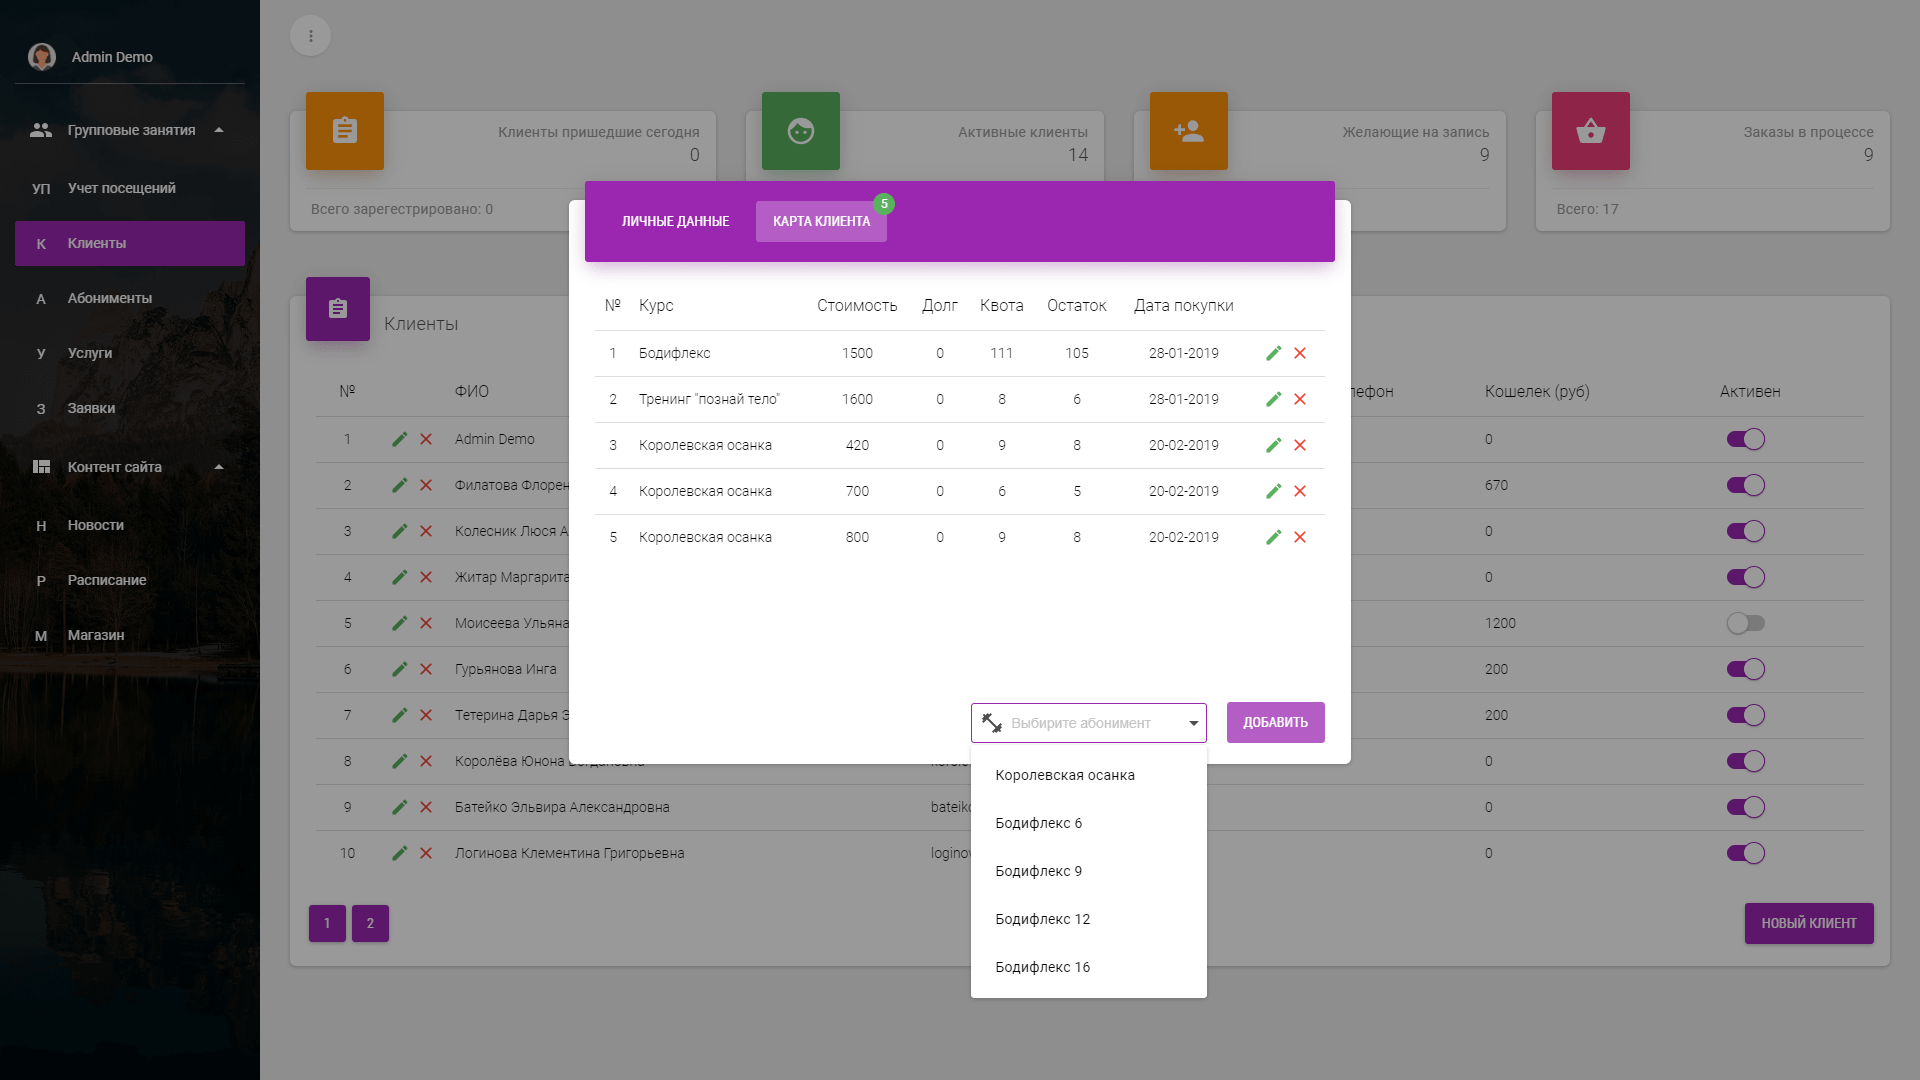 Admin Demo
Групповые занятия
УП Учет посещений
К Клиенты
А Абонименты
У Услуги
З Заявки
Контент сайта
Н Новости
Р Расписание
М Магазин
Клиенты пришедшие сегодня
0
Всего зарегестрировано: 0
Активные клиенты
14
Желающие на запись
9
Заказы в процессе
9
Всего: 17
ЛИЧНЫЕ ДАННЫЕ КАРТА КЛИЕНТА 5
№ Курс Стоимость Долг Квота Остаток Дата покупки
1 Бодифлекс 1500 0 111 105 28-01-2019
2 Тренинг "познай тело" 1600 0 8 6 28-01-2019
3 Королевская осанка 420 0 9 8 20-02-2019
4 Королевская осанка 700 0 6 5 20-02-2019
5 Королевская осанка 800 0 9 8 20-02-2019
Выбирите абонимент ДОБАВИТЬ
Королевская осанка
Бодифлекс 6
Бодифлекс 9
Бодифлекс 12
Бодифлекс 16
Клиенты
№ ФИО Кошелек (руб) Активен
1 Admin Demo 0
2 Филатова 670
3 Колесник Люся 0
4 Житар Маргарита 0
5 Моисеева Ульяна 1200
6 Гурьянова Инга 200
7 Тетерина Дарья 200
8 Королёва Юнона 0
9 Батейко Эльвира Александровна 0
10 Логинова Клементина Григорьевна 0
1 2
НОВЫЙ КЛИЕНТ